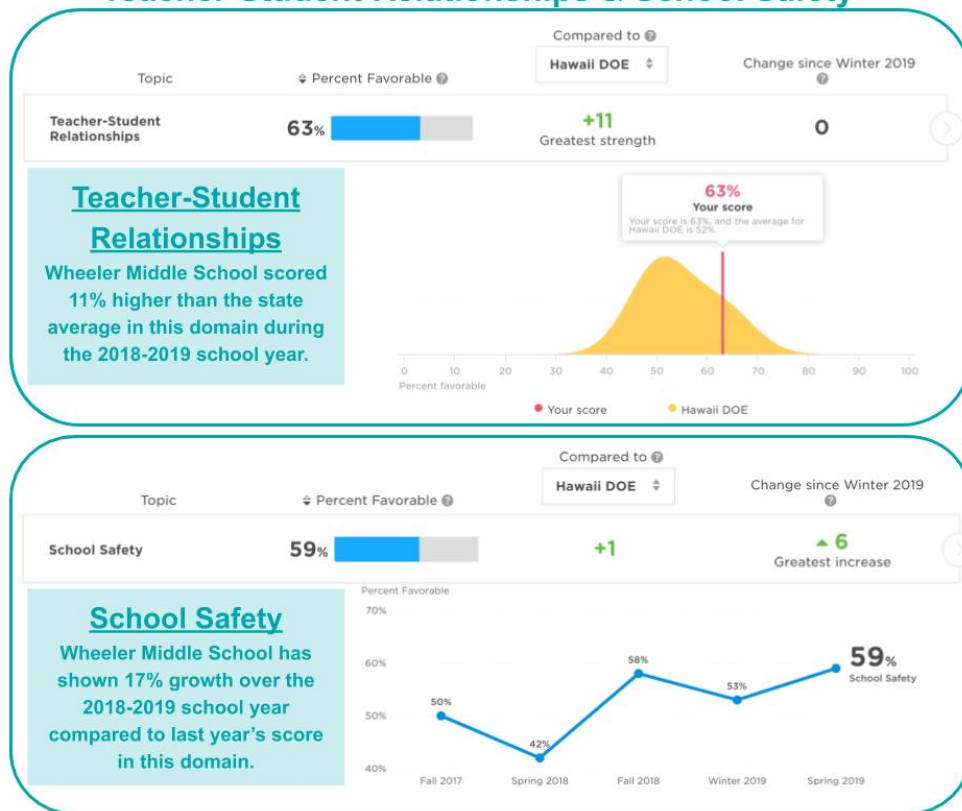 Teacher-Student Relationships & School Safety
Compared to
Hawaii DOE
Topic
Percent Favorable
Change since Winter 2019
Teacher-Student
Relationships
63%
+11
Greatest strength
0
Teacher-Student
Relationships
Wheeler Middle School scored
11% higher than the state
average in this domain during
the 2018-2019 school year.
63%
Your score
Your score is 63%, and the average for
Hawaii DOE is 52%.
0 10 20 30 40 50 60 70 80 90 100
Percent favorable
Your score Hawaii DOE
Compared to
Hawaii DOE
Topic
Percent Favorable
Change since Winter 2019
School Safety
59%
+1
6
Greatest increase
School Safety
Wheeler Middle School has
shown 17% growth over the
2018-2019 school year
compared to last year's score
in this domain.
Percent Favorable
70%
60%
50%
40%
50%
42%
58%
53%
59%
School Safety
Fall 2017 Spring 2018 Fall 2018 Winter 2019 Spring 2019